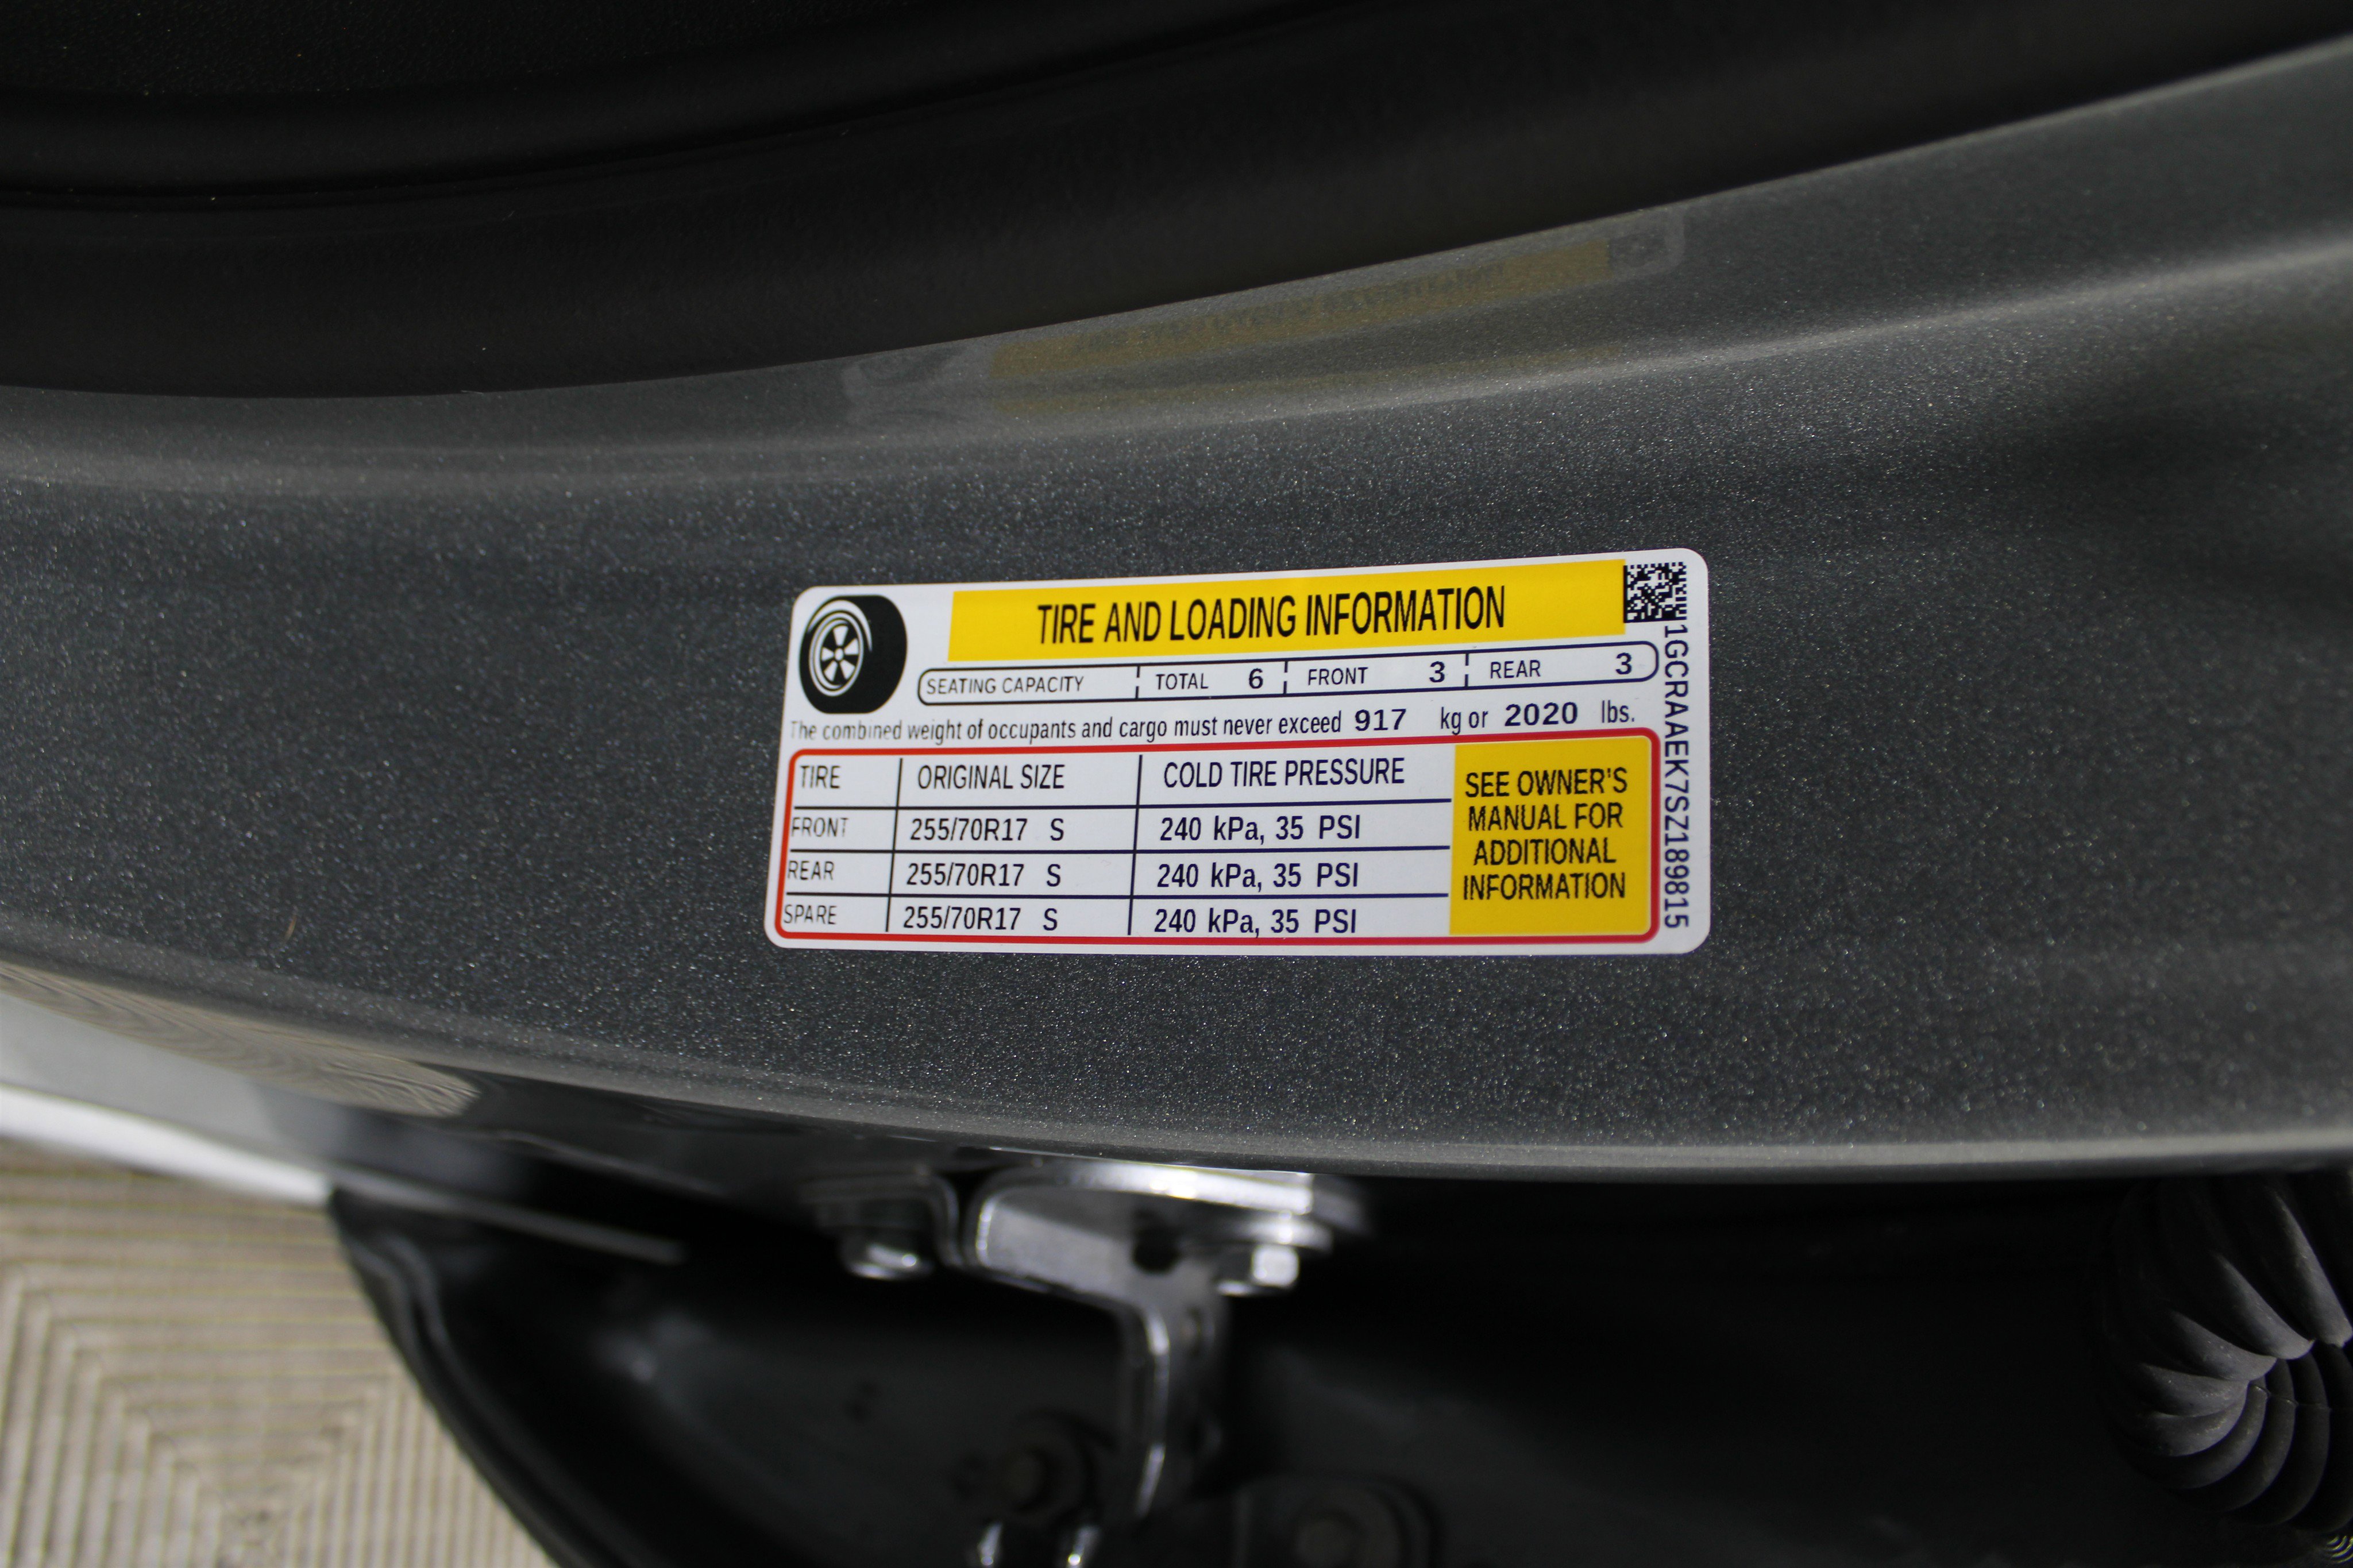 TIRE AND LOADING INFORMATION
SEATING CAPACITY TOTAL 6 FRONT 3 REAR 3
The combined weight of occupants and cargo must never exceed 917 kg or 2020 lbs.
TIRE ORIGINAL SIZE COLD TIRE PRESSURE
FRONT 255/70R17 S 240 kPa, 35 PSI
REAR 255/70R17 S 240 kPa, 35 PSI
SPARE 255/70R17 S 240 kPa, 35 PSI
SEE OWNER'S
MANUAL FOR
ADDITIONAL
INFORMATION
1GCRAAEK7SZ189815